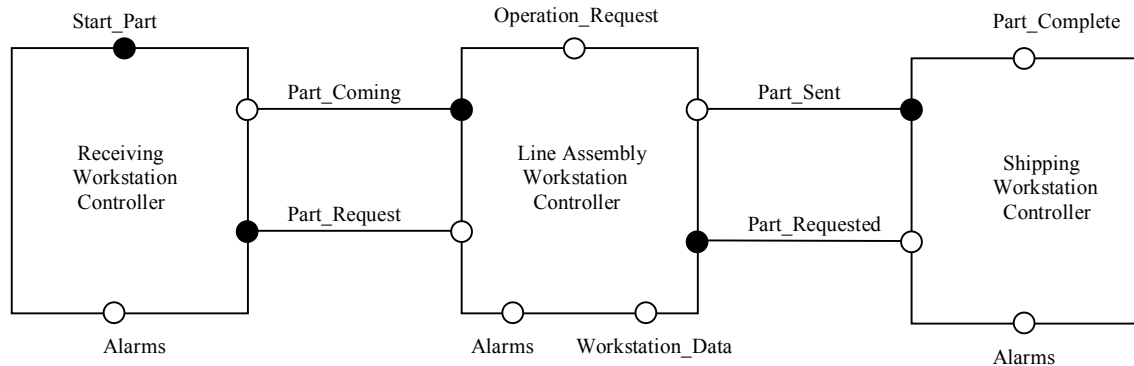 Start_Part
Operation_Request
Part_Complete
Part_Coming
Part_Sent
Receiving
Workstation
Controller
Line Assembly
Workstation
Controller
Shipping
Workstation
Controller
Part_Request
Part_Requested
Alarms
Alarms
Workstation_Data
Alarms